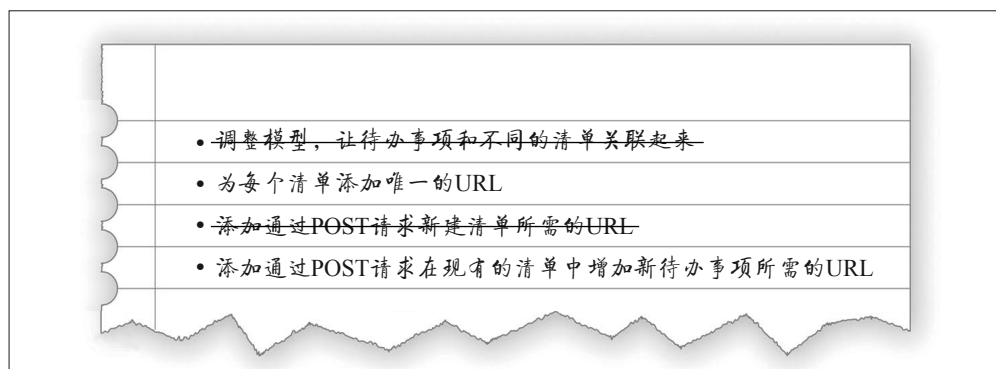 • 调整模型，让待办事项和不同的清单关联起来
• 为每个清单添加唯一的URL
• 添加通过POST请求新建清单所需的URL
• 添加通过POST请求在现有的清单中增加新待办事项所需的URL